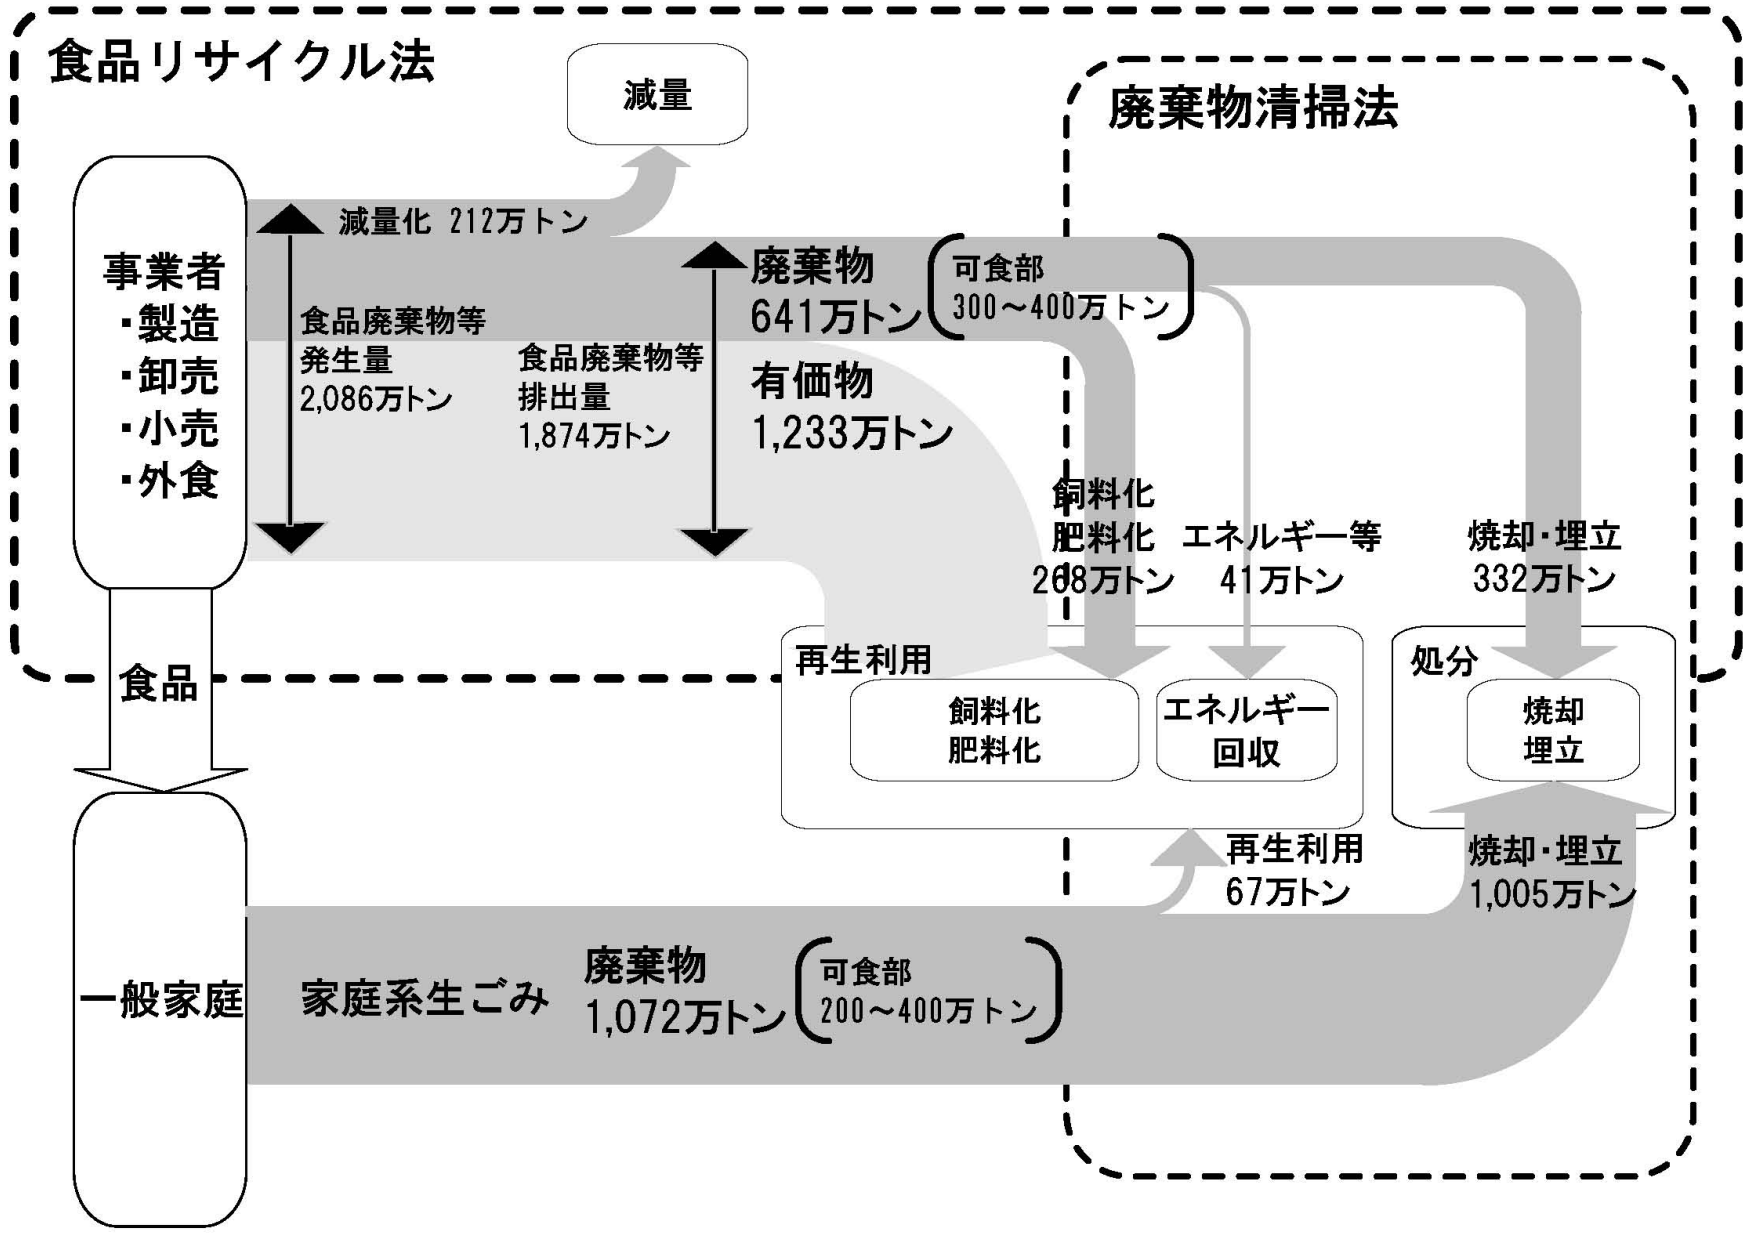 食品リサイクル法
減量
廃棄物清掃法
事業者
・製造
・卸売
・小売
・外食
減量化 212万トン
食品廃棄物等
発生量
2,086万トン
食品廃棄物等
排出量
1,874万トン
廃棄物
641万トン
可食部
300～400万トン
有価物
1,233万トン
飼料化
肥料化
268万トン
エネルギー等
41万トン
焼却・埋立
332万トン
食品
再生利用
飼料化
肥料化
エネルギー
回収
処分
焼却
埋立
再生利用
67万トン
焼却・埋立
1,005万トン
一般家庭
家庭系生ごみ
廃棄物
1,072万トン
可食部
200～400万トン